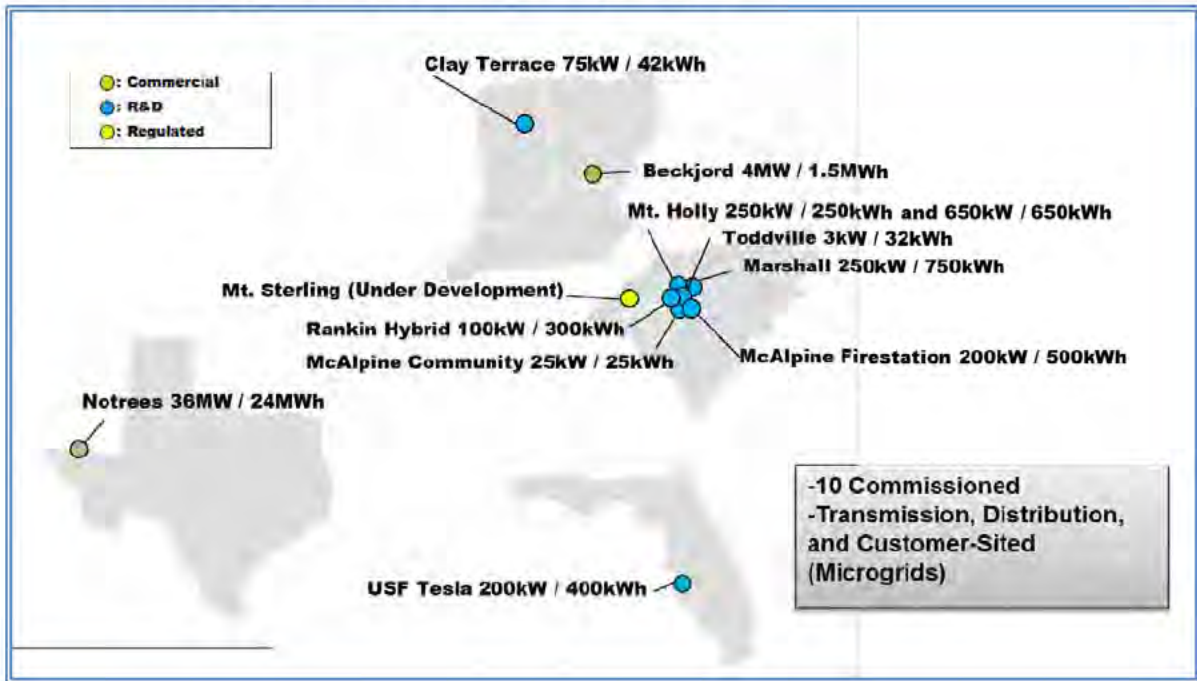 Clay Terrace 75kW / 42kWh
: Commercial
: R&D
: Regulated
Beckjord 4MW / 1.5MWh
Mt. Holly 250kW / 250kWh and 650kW / 650kWh
Toddville 3kW / 32kWh
Marshall 250kW / 750kWh
Mt. Sterling (Under Development)
Rankin Hybrid 100kW / 300kWh
McAlpine Community 25kW / 25kWh
McAlpine Firestation 200kW / 500kWh
Notrees 36MW / 24MWh
-10 Commissioned
-Transmission, Distribution,
and Customer-Sited
(Microgrids)
USF Tesla 200kW / 400kWh